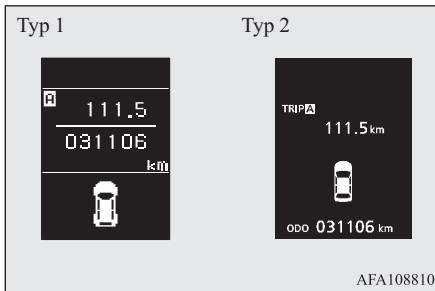 Typ 1
Typ 2
A
111.5
031106
km
TRIP A
111.5 km
ODO 031106 km
AFA108810